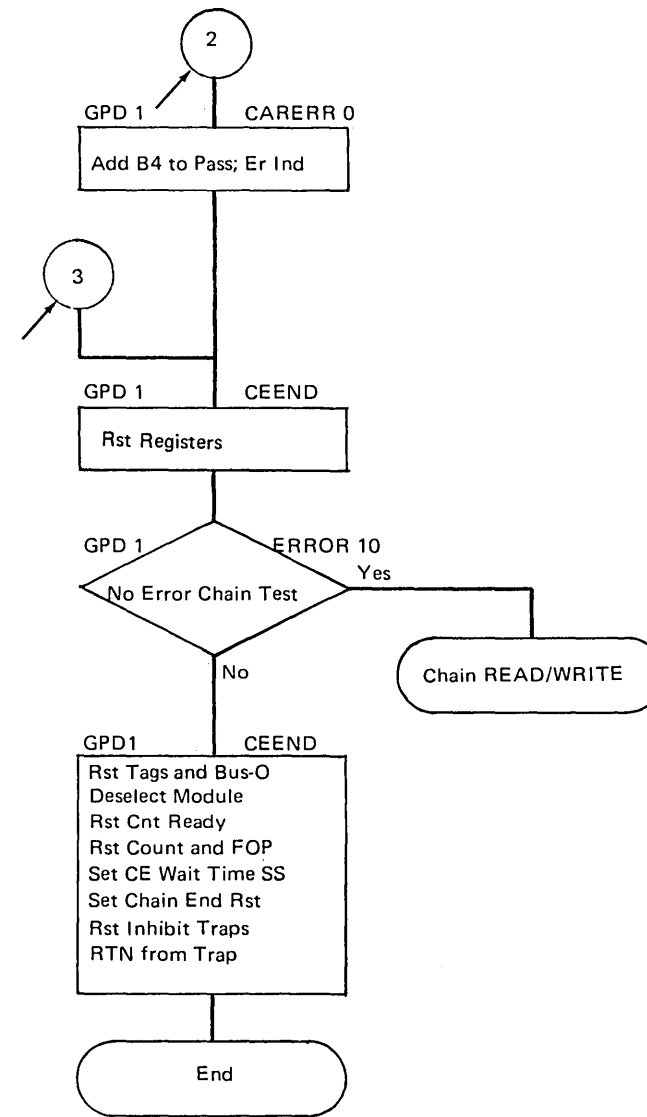 2
GPD 1 CARERR 0
Add B4 to Pass; Er Ind
3
GPD 1 CEEND
Rst Registers
GPD 1 ERROR 10
Yes
No Error Chain Test
Chain READ/WRITE
No
GPD1 CEEND
Rst Tags and Bus-O
Deselect Module
Rst Cnt Ready
Rst Count and FOP
Set CE Wait Time SS
Set Chain End Rst
Rst Inhibit Traps
RTN from Trap
End